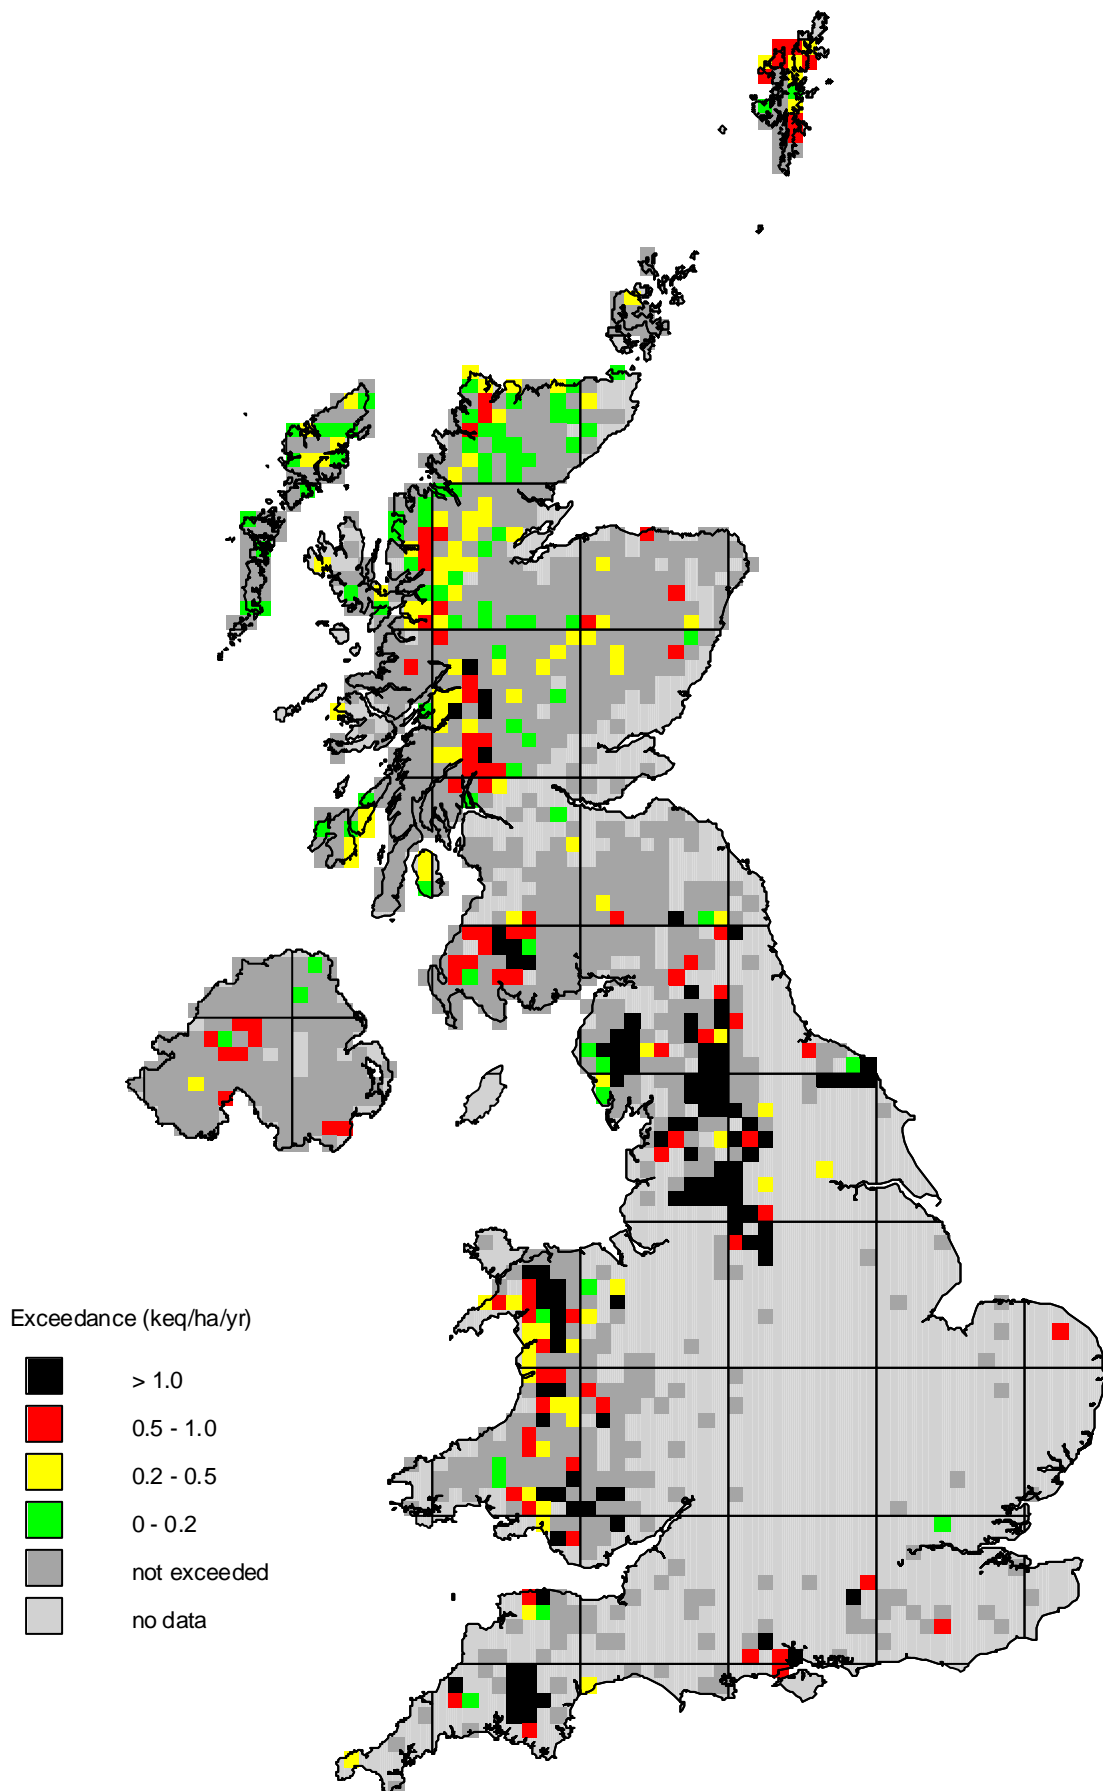 Exceedance (keq/ha/yr)
> 1.0
0.5 - 1.0
0.2 - 0.5
0 - 0.2
not exceeded
no data